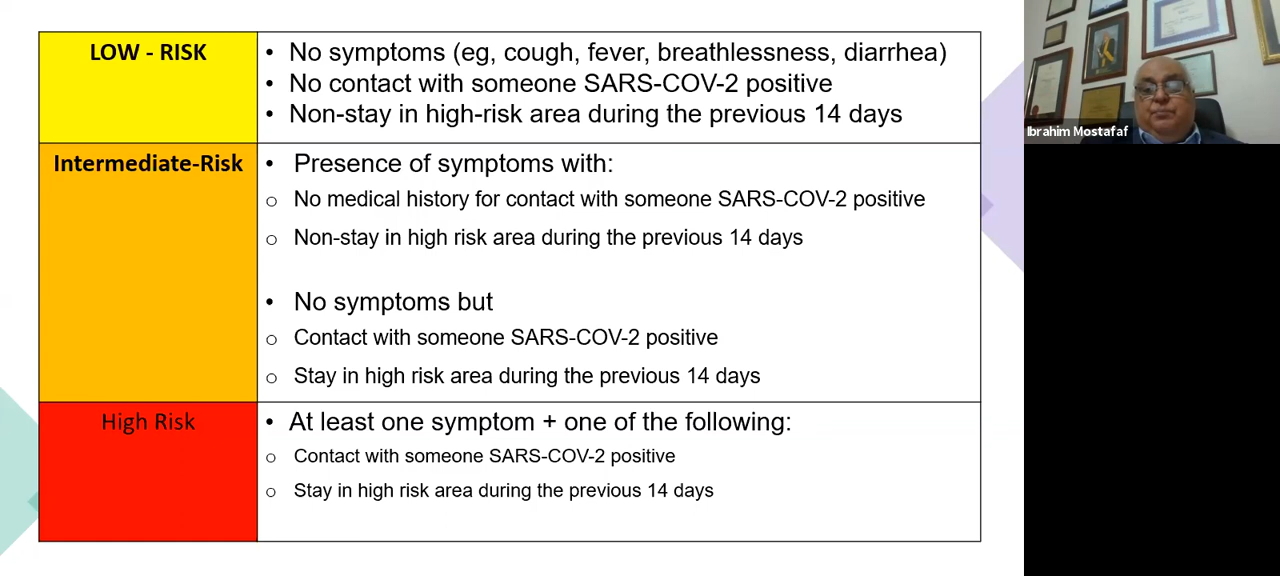 LOW - RISK
• No symptoms (eg, cough, fever, breathlessness, diarrhea)
• No contact with someone SARS-COV-2 positive
• Non-stay in high-risk area during the previous 14 days
Intermediate-Risk
• Presence of symptoms with:
o No medical history for contact with someone SARS-COV-2 positive
o Non-stay in high risk area during the previous 14 days
• No symptoms but
o Contact with someone SARS-COV-2 positive
o Stay in high risk area during the previous 14 days
High Risk
• At least one symptom + one of the following:
o Contact with someone SARS-COV-2 positive
o Stay in high risk area during the previous 14 days
Ibrahim Mostafaf